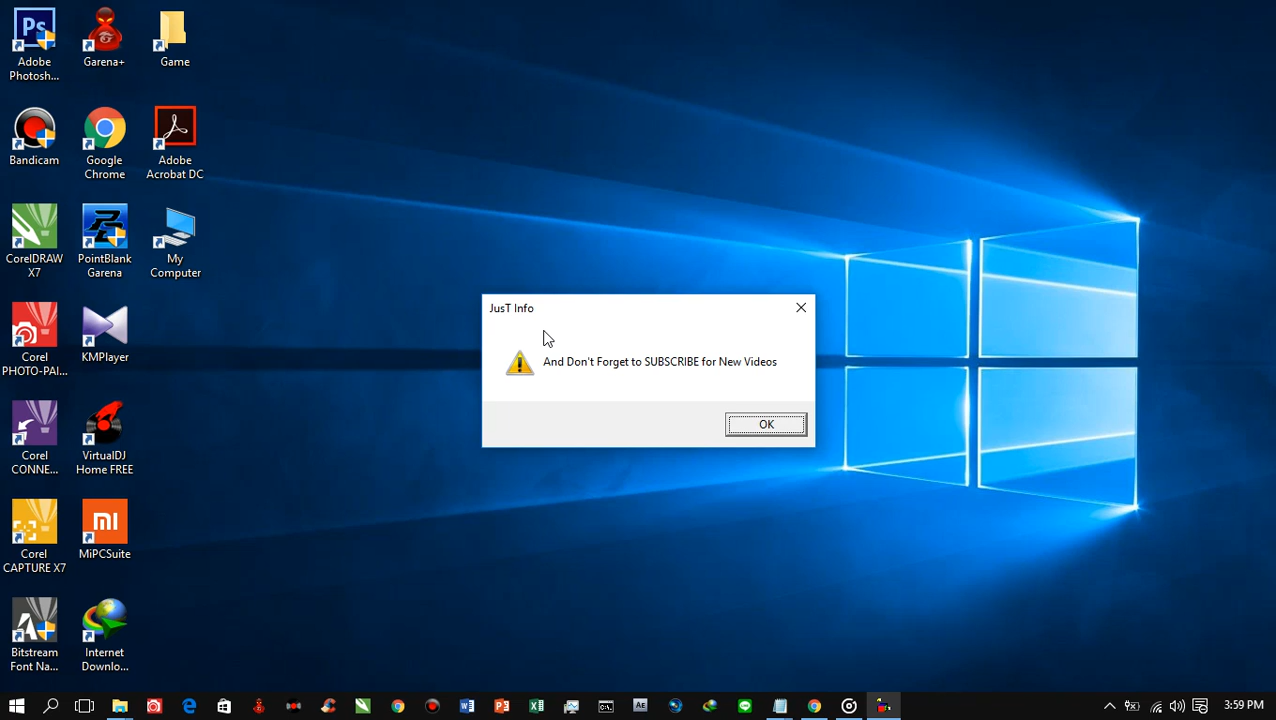 Ps
Adobe
Photosh...
Garena+
Game
Bandicam
Google
Chrome
Adobe
Acrobat DC
CorelDRAW
X7
PointBlank
Garena
My
Computer
Corel
PHOTO-PAI...
KMPlayer
Corel
CONNE...
VirtualDJ
Home FREE
Corel
CAPTURE X7
MiPCSuite
Bitstream
Font Na...
Internet
Downlo...
JusT Info
And Don't Forget to SUBSCRIBE for New Videos
OK
3:59 PM